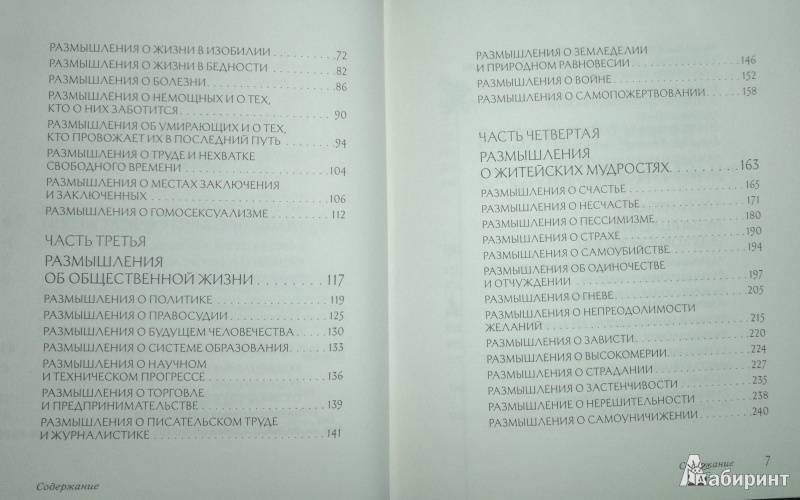 РАЗМЫШЛЕНИЯ О ЖИЗНИ В ИЗОБИЛИИ . . . . . . . . . . 72
РАЗМЫШЛЕНИЯ О ЖИЗНИ В БЕДНОСТИ . . . . . . . . . . 82
РАЗМЫШЛЕНИЯ О БОЛЕЗНИ . . . . . . . . . . 86
РАЗМЫШЛЕНИЯ О НЕМОЩНЫХ И О ТЕХ,
КТО О НИХ ЗАБОТИТСЯ . . . . . . . . . . 90
РАЗМЫШЛЕНИЯ ОБ УМИРАЮЩИХ И О ТЕХ,
КТО ПРОВОЖАЕТ ИХ В ПОСЛЕДНИЙ ПУТЬ . . . . . . . . . . 94
РАЗМЫШЛЕНИЯ О ТРУДЕ И НЕХВАТКЕ
СВОБОДНОГО ВРЕМЕНИ . . . . . . . . . . 104
РАЗМЫШЛЕНИЯ О МЕСТАХ ЗАКЛЮЧЕНИЯ
И ЗАКЛЮЧЕННЫХ . . . . . . . . . . 106
РАЗМЫШЛЕНИЯ О ГОМОСЕКСУАЛИЗМЕ . . . . . . . . . . 112
ЧАСТЬ ТРЕТЬЯ
РАЗМЫШЛЕНИЯ
ОБ ОБЩЕСТВЕННОЙ ЖИЗНИ . . . . . . . . . . 117
РАЗМЫШЛЕНИЯ О ПОЛИТИКЕ . . . . . . . . . . 119
РАЗМЫШЛЕНИЯ О ПРАВОСУДИИ . . . . . . . . . . 125
РАЗМЫШЛЕНИЯ О БУДУЩЕМ ЧЕЛОВЕЧЕСТВА . . . . . . . . . . 130
РАЗМЫШЛЕНИЯ О СИСТЕМЕ ОБРАЗОВАНИЯ . . . . . . . . . . 133
РАЗМЫШЛЕНИЯ О НАУЧНОМ
И ТЕХНИЧЕСКОМ ПРОГРЕССЕ . . . . . . . . . . 136
РАЗМЫШЛЕНИЯ О ТОРГОВЛЕ
И ПРЕДПРИНИМАТЕЛЬСТВЕ . . . . . . . . . . 139
РАЗМЫШЛЕНИЯ О ПИСАТЕЛЬСКОМ ТРУДЕ
И ЖУРНАЛИСТИКЕ . . . . . . . . . . 141
Содержание
РАЗМЫШЛЕНИЯ О ЗЕМЛЕДЕЛИИ
И ПРИРОДНОМ РАВНОВЕСИИ . . . . . . . . . . 146
РАЗМЫШЛЕНИЯ О ВОЙНЕ . . . . . . . . . . 152
РАЗМЫШЛЕНИЯ О САМОПОЖЕРТВОВАНИИ . . . . . . . . . . 158
ЧАСТЬ ЧЕТВЕРТАЯ
РАЗМЫШЛЕНИЯ
О ЖИТЕЙСКИХ МУДРОСТЯХ . . . . . . . . . . 163
РАЗМЫШЛЕНИЯ О СЧАСТЬЕ . . . . . . . . . . 165
РАЗМЫШЛЕНИЯ О НЕСЧАСТЬЕ . . . . . . . . . . 171
РАЗМЫШЛЕНИЯ О ПЕССИМИЗМЕ . . . . . . . . . . 180
РАЗМЫШЛЕНИЯ О СТРАХЕ . . . . . . . . . . 190
РАЗМЫШЛЕНИЯ О САМОУБИЙСТВЕ . . . . . . . . . . 194
РАЗМЫШЛЕНИЯ ОБ ОДИНОЧЕСТВЕ
И ОТЧУЖДЕНИИ . . . . . . . . . . 197
РАЗМЫШЛЕНИЯ О ГНЕВЕ . . . . . . . . . . 205
РАЗМЫШЛЕНИЯ О НЕПРЕОДОЛИМОСТИ
ЖЕЛАНИЙ . . . . . . . . . . 215
РАЗМЫШЛЕНИЯ О ЗАВИСТИ . . . . . . . . . . 220
РАЗМЫШЛЕНИЯ О ВЫСОКОМЕРИИ . . . . . . . . . . 224
РАЗМЫШЛЕНИЯ О СТРАДАНИИ . . . . . . . . . . 227
РАЗМЫШЛЕНИЯ О ЗАСТЕНЧИВОСТИ . . . . . . . . . . 235
РАЗМЫШЛЕНИЕ О НЕРЕШИТЕЛЬНОСТИ . . . . . . . . . . 238
РАЗМЫШЛЕНИЯ О САМОУНИЧИЖЕНИИ . . . . . . . . . . 240
Содержание 7
Лабиринт